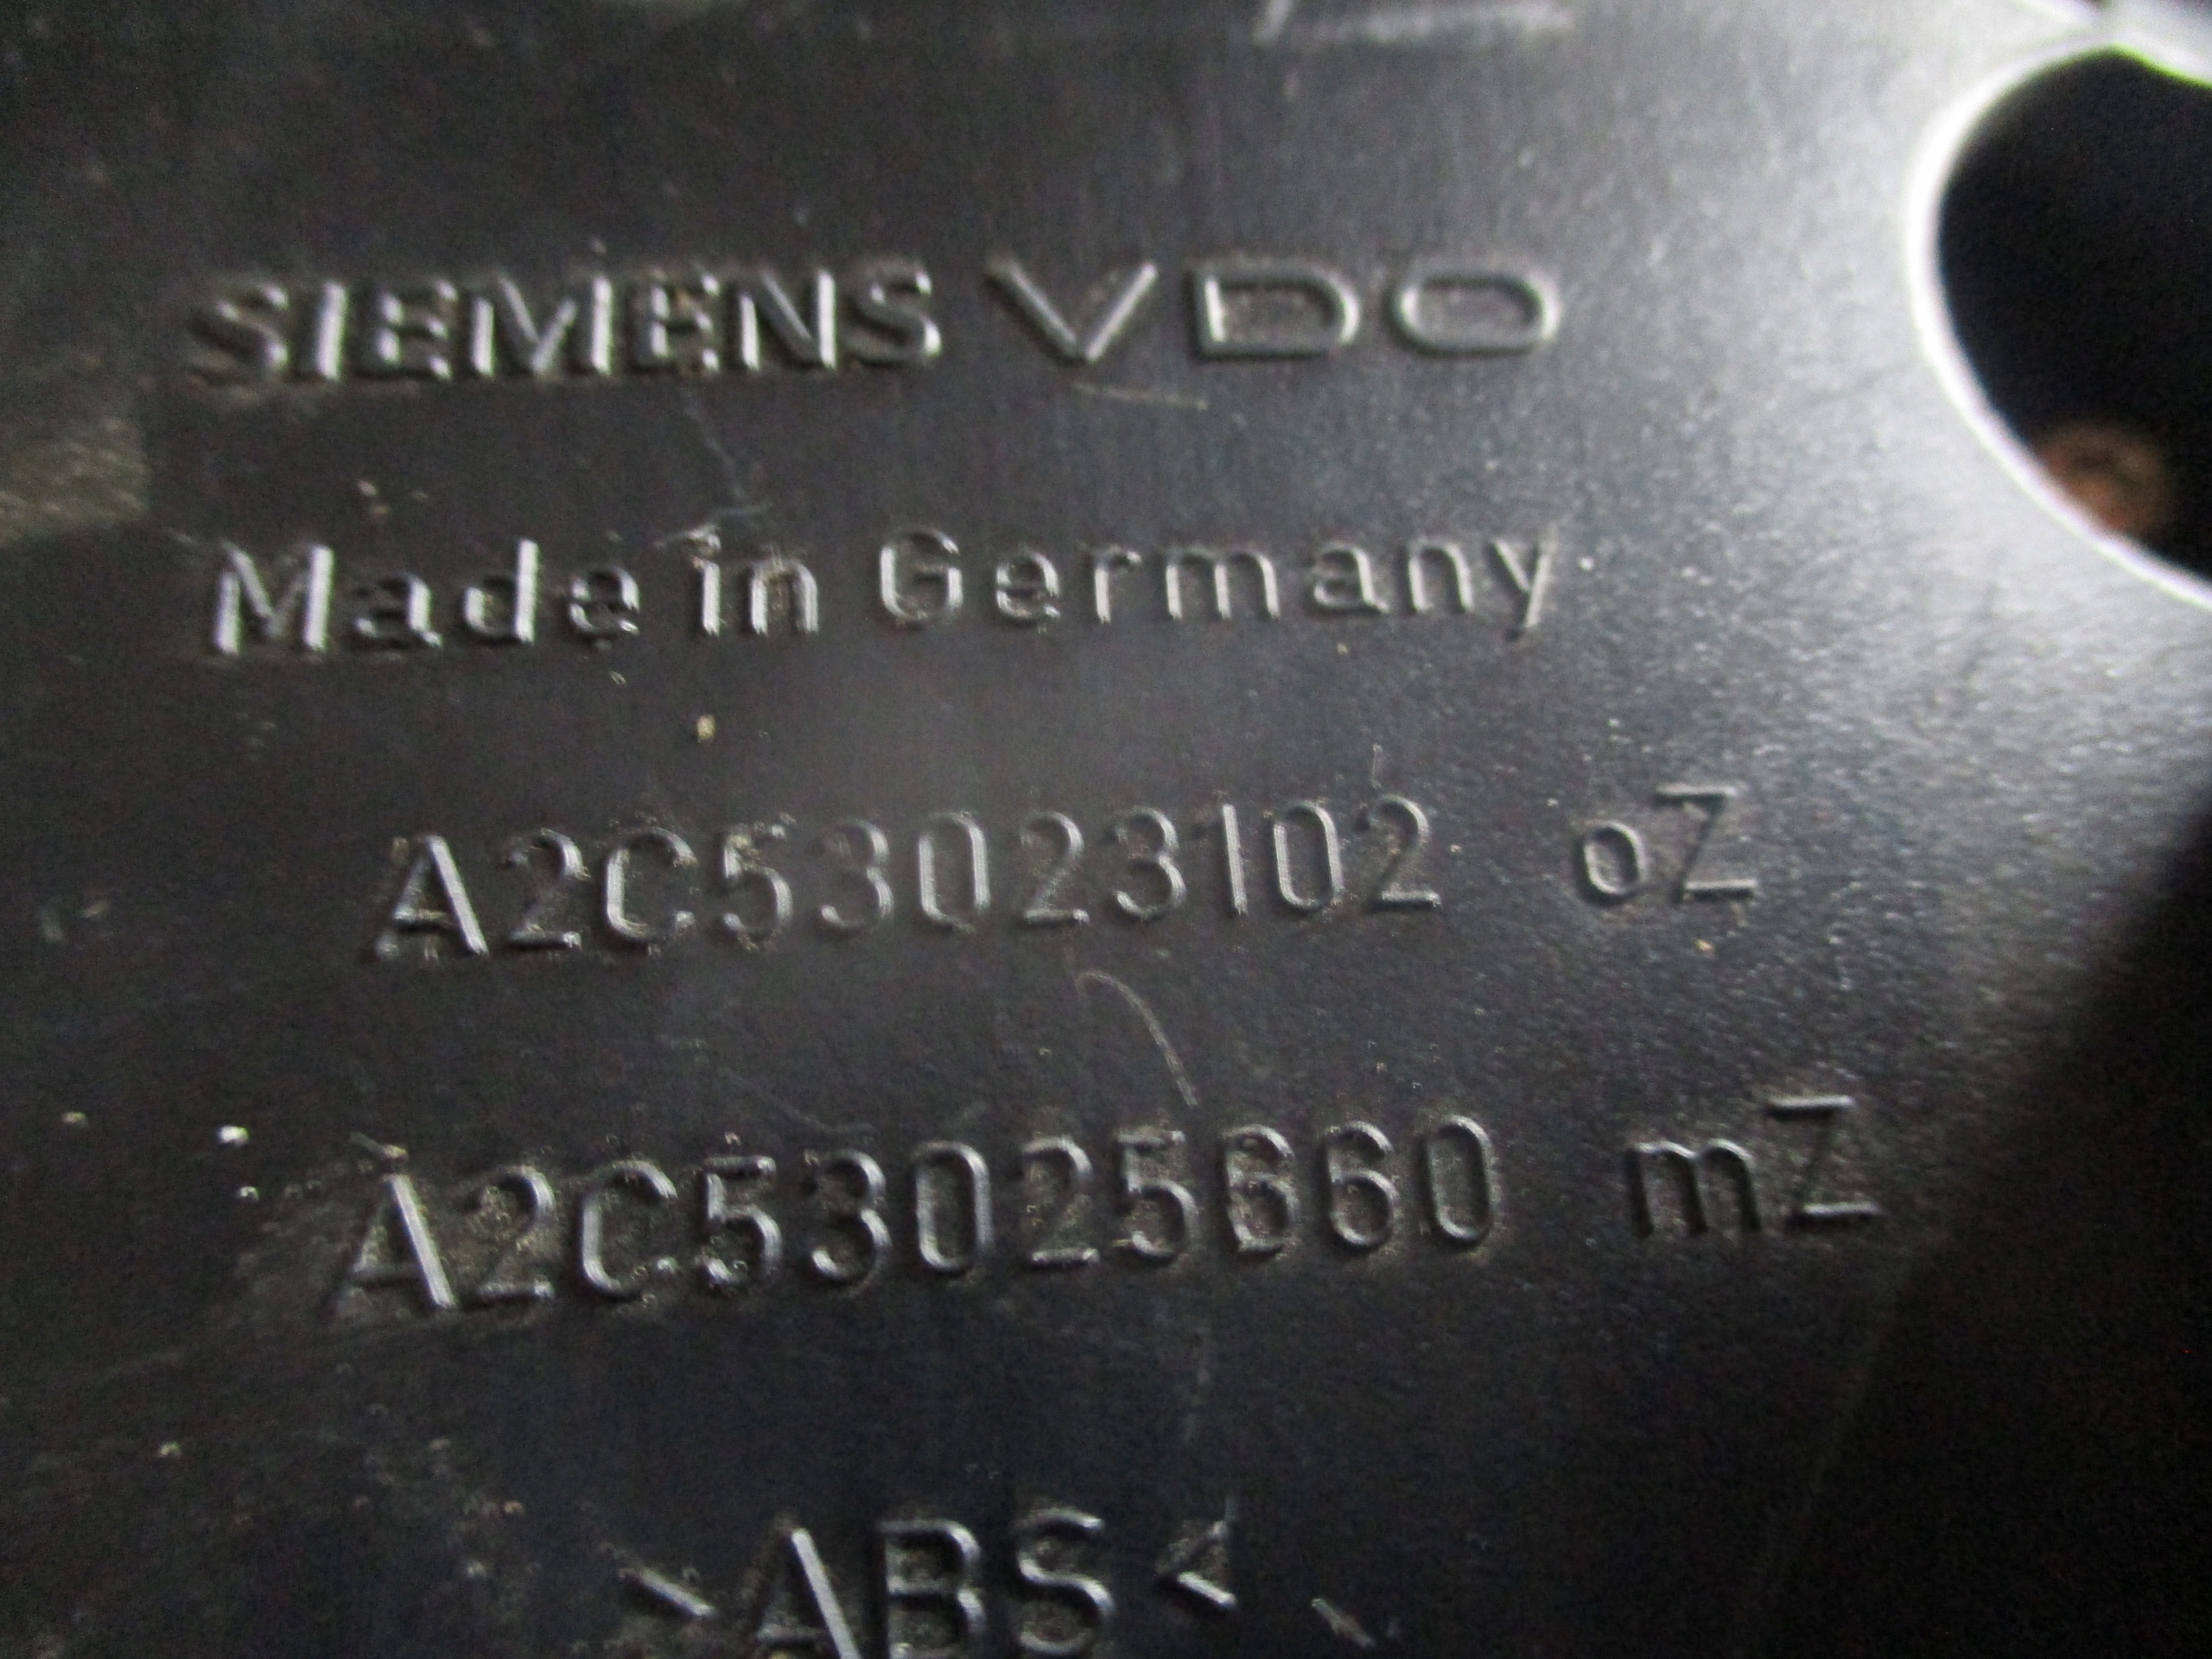 SIEMENS VDO
Made in Germany
A2C53023102 oZ
A2C53025660 mZ
>ABS<